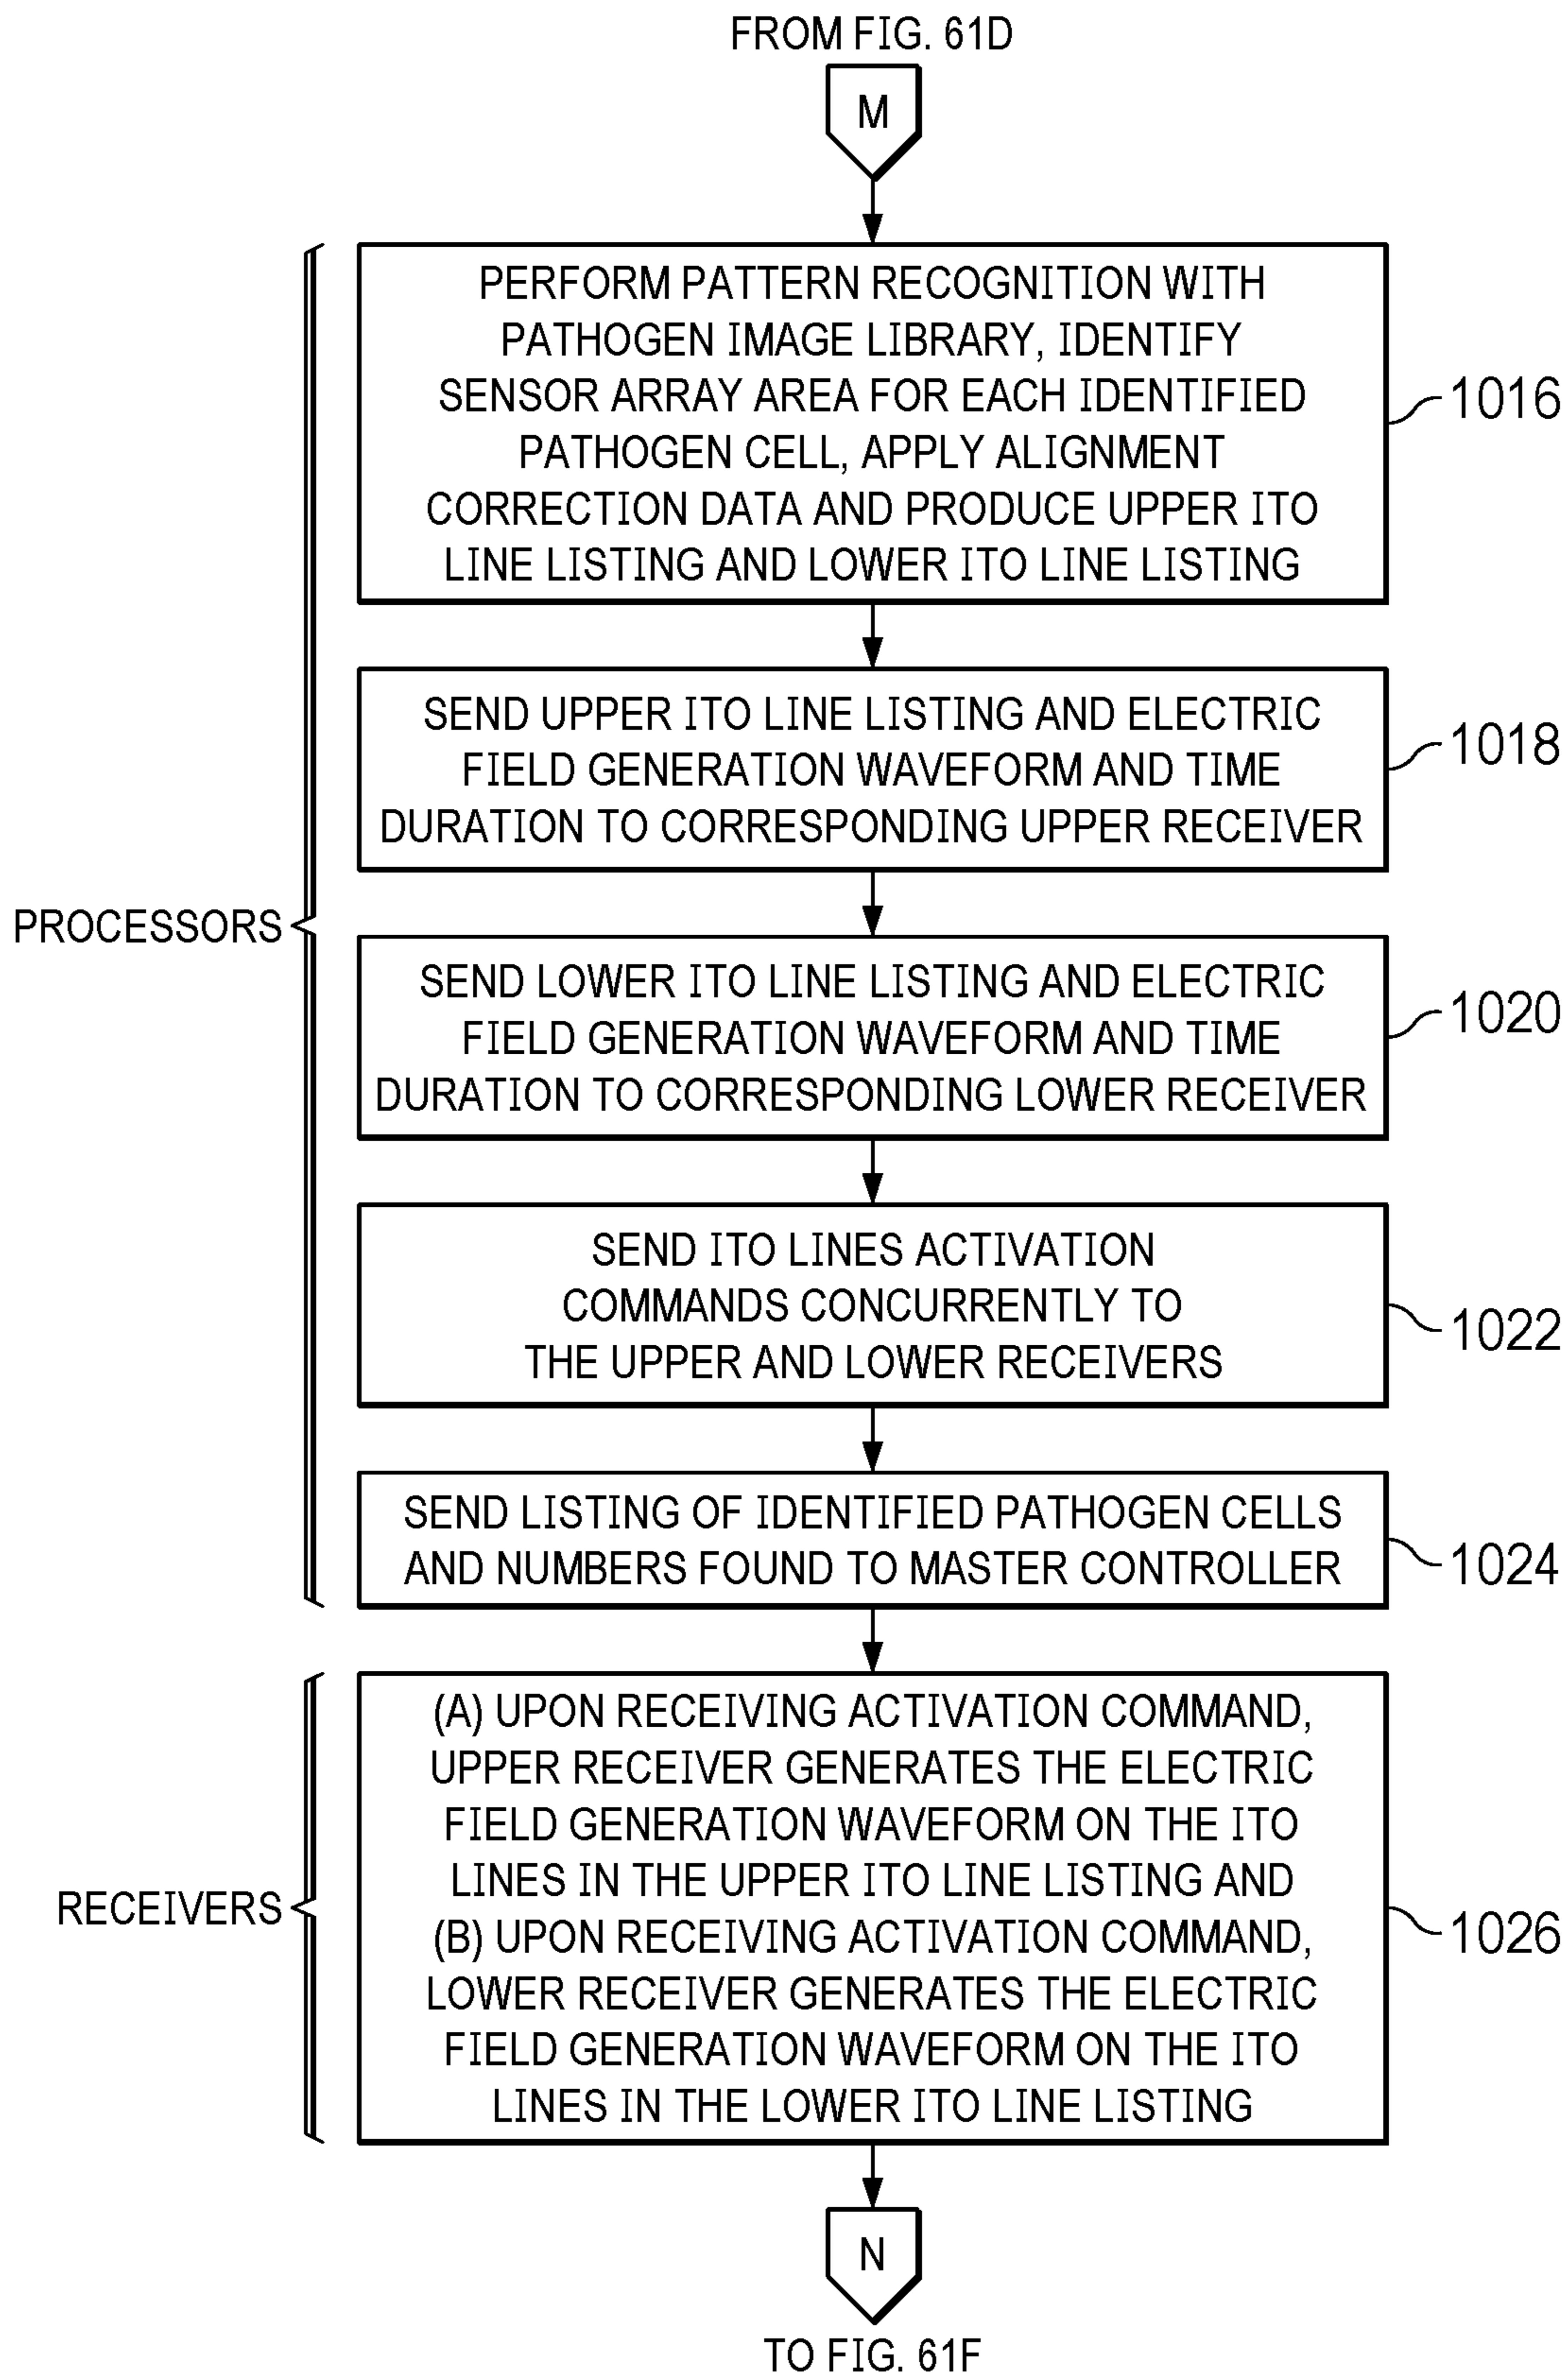 FROM FIG. 61D
M
PERFORM PATTERN RECOGNITION WITH
PATHOGEN IMAGE LIBRARY, IDENTIFY
SENSOR ARRAY AREA FOR EACH IDENTIFIED
PATHOGEN CELL, APPLY ALIGNMENT
CORRECTION DATA AND PRODUCE UPPER ITO
LINE LISTING AND LOWER ITO LINE LISTING
1016
SEND UPPER ITO LINE LISTING AND ELECTRIC
FIELD GENERATION WAVEFORM AND TIME
DURATION TO CORRESPONDING UPPER RECEIVER
1018
PROCESSORS
SEND LOWER ITO LINE LISTING AND ELECTRIC
FIELD GENERATION WAVEFORM AND TIME
DURATION TO CORRESPONDING LOWER RECEIVER
1020
SEND ITO LINES ACTIVATION
COMMANDS CONCURRENTLY TO
THE UPPER AND LOWER RECEIVERS
1022
SEND LISTING OF IDENTIFIED PATHOGEN CELLS
AND NUMBERS FOUND TO MASTER CONTROLLER
1024
RECEIVERS
(A) UPON RECEIVING ACTIVATION COMMAND,
UPPER RECEIVER GENERATES THE ELECTRIC
FIELD GENERATION WAVEFORM ON THE ITO
LINES IN THE UPPER ITO LINE LISTING AND
(B) UPON RECEIVING ACTIVATION COMMAND,
LOWER RECEIVER GENERATES THE ELECTRIC
FIELD GENERATION WAVEFORM ON THE ITO
LINES IN THE LOWER ITO LINE LISTING
1026
N
TO FIG. 61F